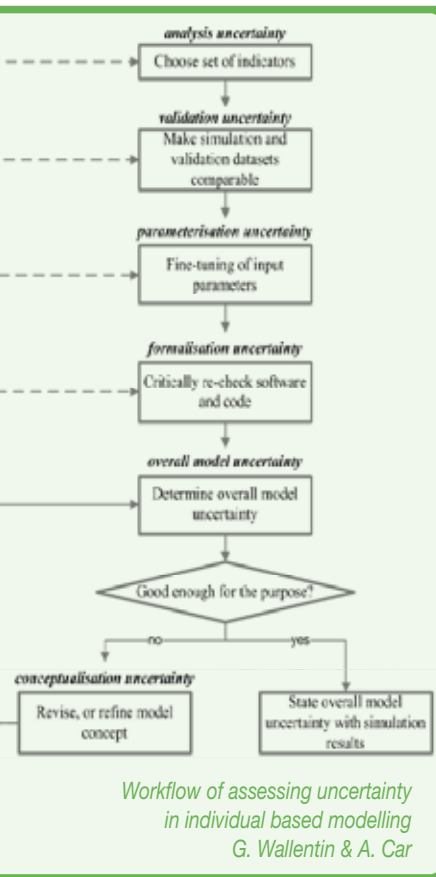 analysis uncertainty
Choose set of indicators
validation uncertainty
Make simulation and
validation datasets
comparable
parameterisation uncertainty
Fine-tuning of input
parameters
formalisation uncertainty
Critically re-check software
and code
overall model uncertainty
Determine overall model
uncertainty
Good enough for the purpose?
no
yes
conceptualisation uncertainty
Revise, or refine model
concept
State overall model
uncertainty with simulation
results
Workflow of assessing uncertainty
in individual based modelling
G. Wallentin & A. Car